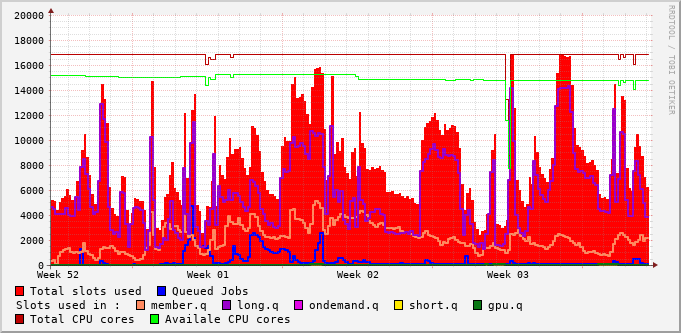 RRDTOOL / TOBI OETIKER
20000
18000
16000
14000
12000
10000
8000
6000
4000
2000
0
Week 52 Week 01 Week 02 Week 03
Total slots used Queued Jobs
Slots used in : member.q long.q ondemand.q short.q gpu.q
Total CPU cores Availale CPU cores